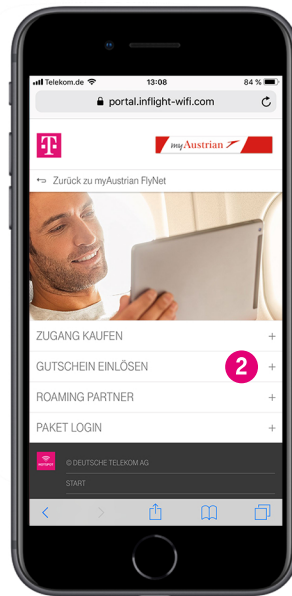 Telekom.de 13:08 84 %
portal.inflight-wifi.com
T
myAustrian
Zurück zu myAustrian FlyNet
ZUGANG KAUFEN +
GUTSCHEIN EINLÖSEN 2 +
ROAMING PARTNER +
PAKET LOGIN +
HOTSPOT © DEUTSCHE TELEKOM AG
START